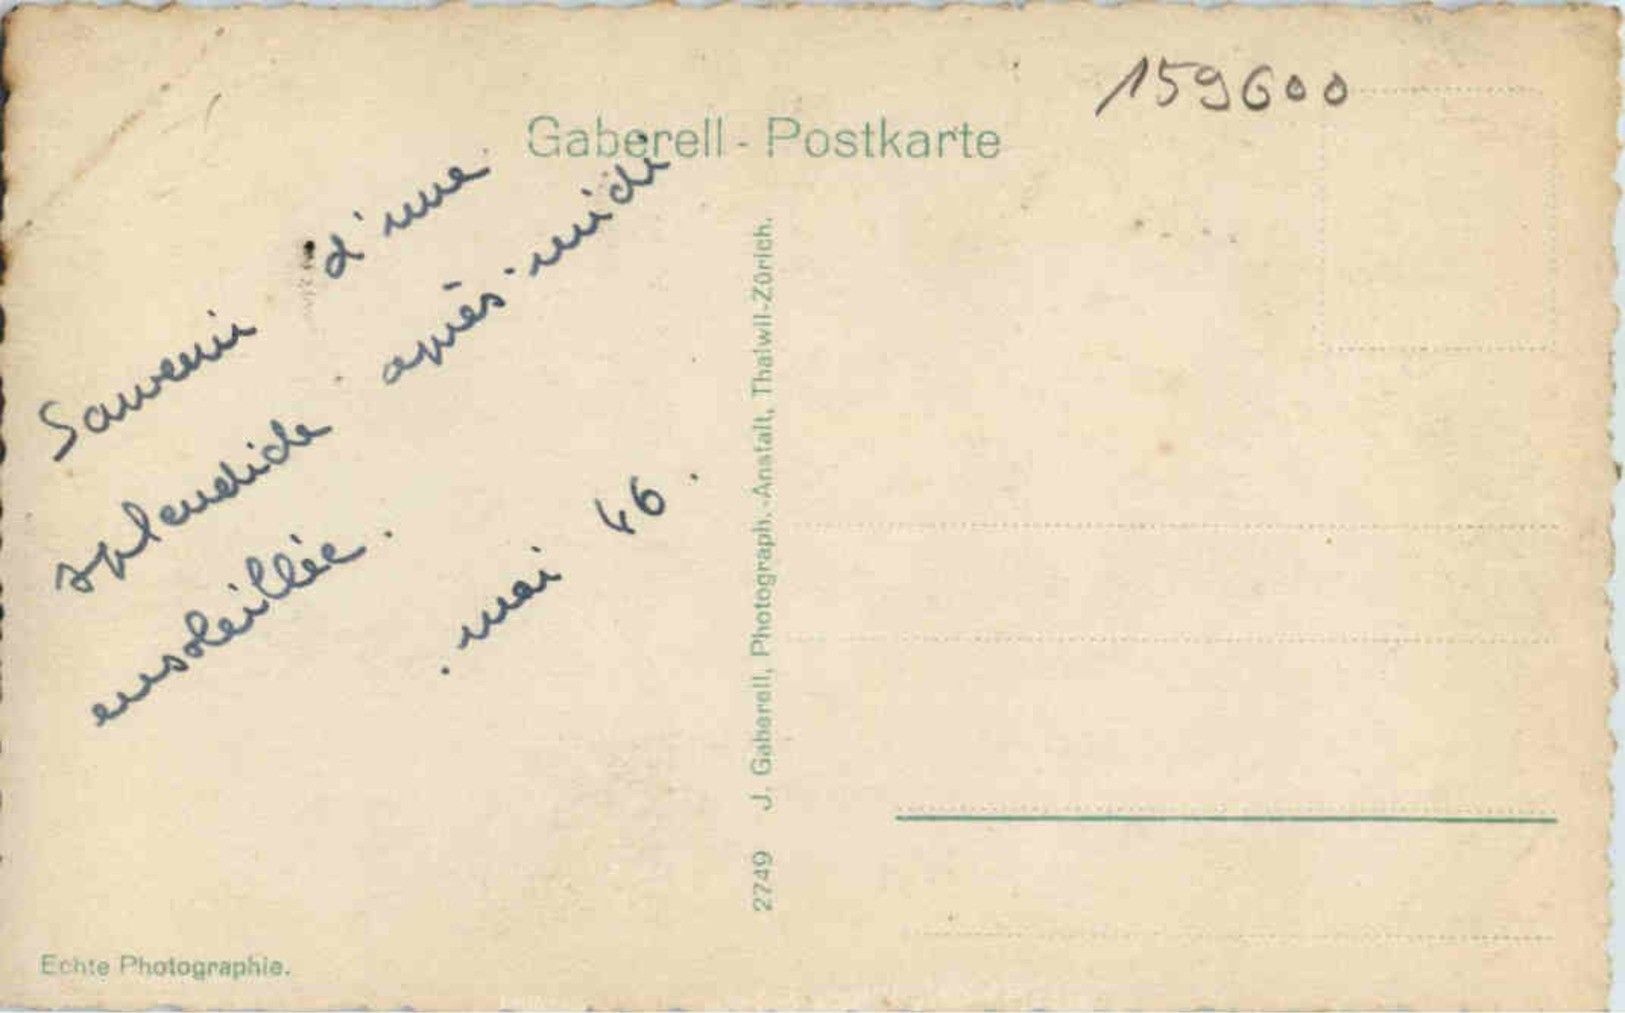 159600
Gaberell - Postkarte
Souvenir d'une
splendide après-midi
ensoleillée.
. mai 46.
2749 J. Gaberell, Photograph.-Anstalt, Thalwil-Zürich.
Echte Photographie.